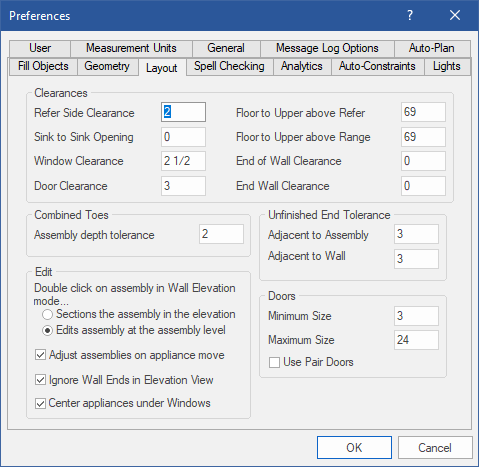 Preferences ? ×
User Measurement Units General Message Log Options Auto-Plan
Fill Objects Geometry Layout Spell Checking Analytics Auto-Constraints Lights
Clearances
Refer Side Clearance 2 Floor to Upper above Refer 69
Sink to Sink Opening 0 Floor to Upper above Range 69
Window Clearance 2 1/2 End of Wall Clearance 0
Door Clearance 3 End Wall Clearance 0
Combined Toes
Assembly depth tolerance 2
Unfinished End Tolerance
Adjacent to Assembly 3
Adjacent to Wall 3
Edit
Double click on assembly in Wall Elevation
mode...
Sections the assembly in the elevation
Edits assembly at the assembly level
Adjust assemblies on appliance move
Ignore Wall Ends in Elevation View
Center appliances under Windows
Doors
Minimum Size 3
Maximum Size 24
Use Pair Doors
OK Cancel